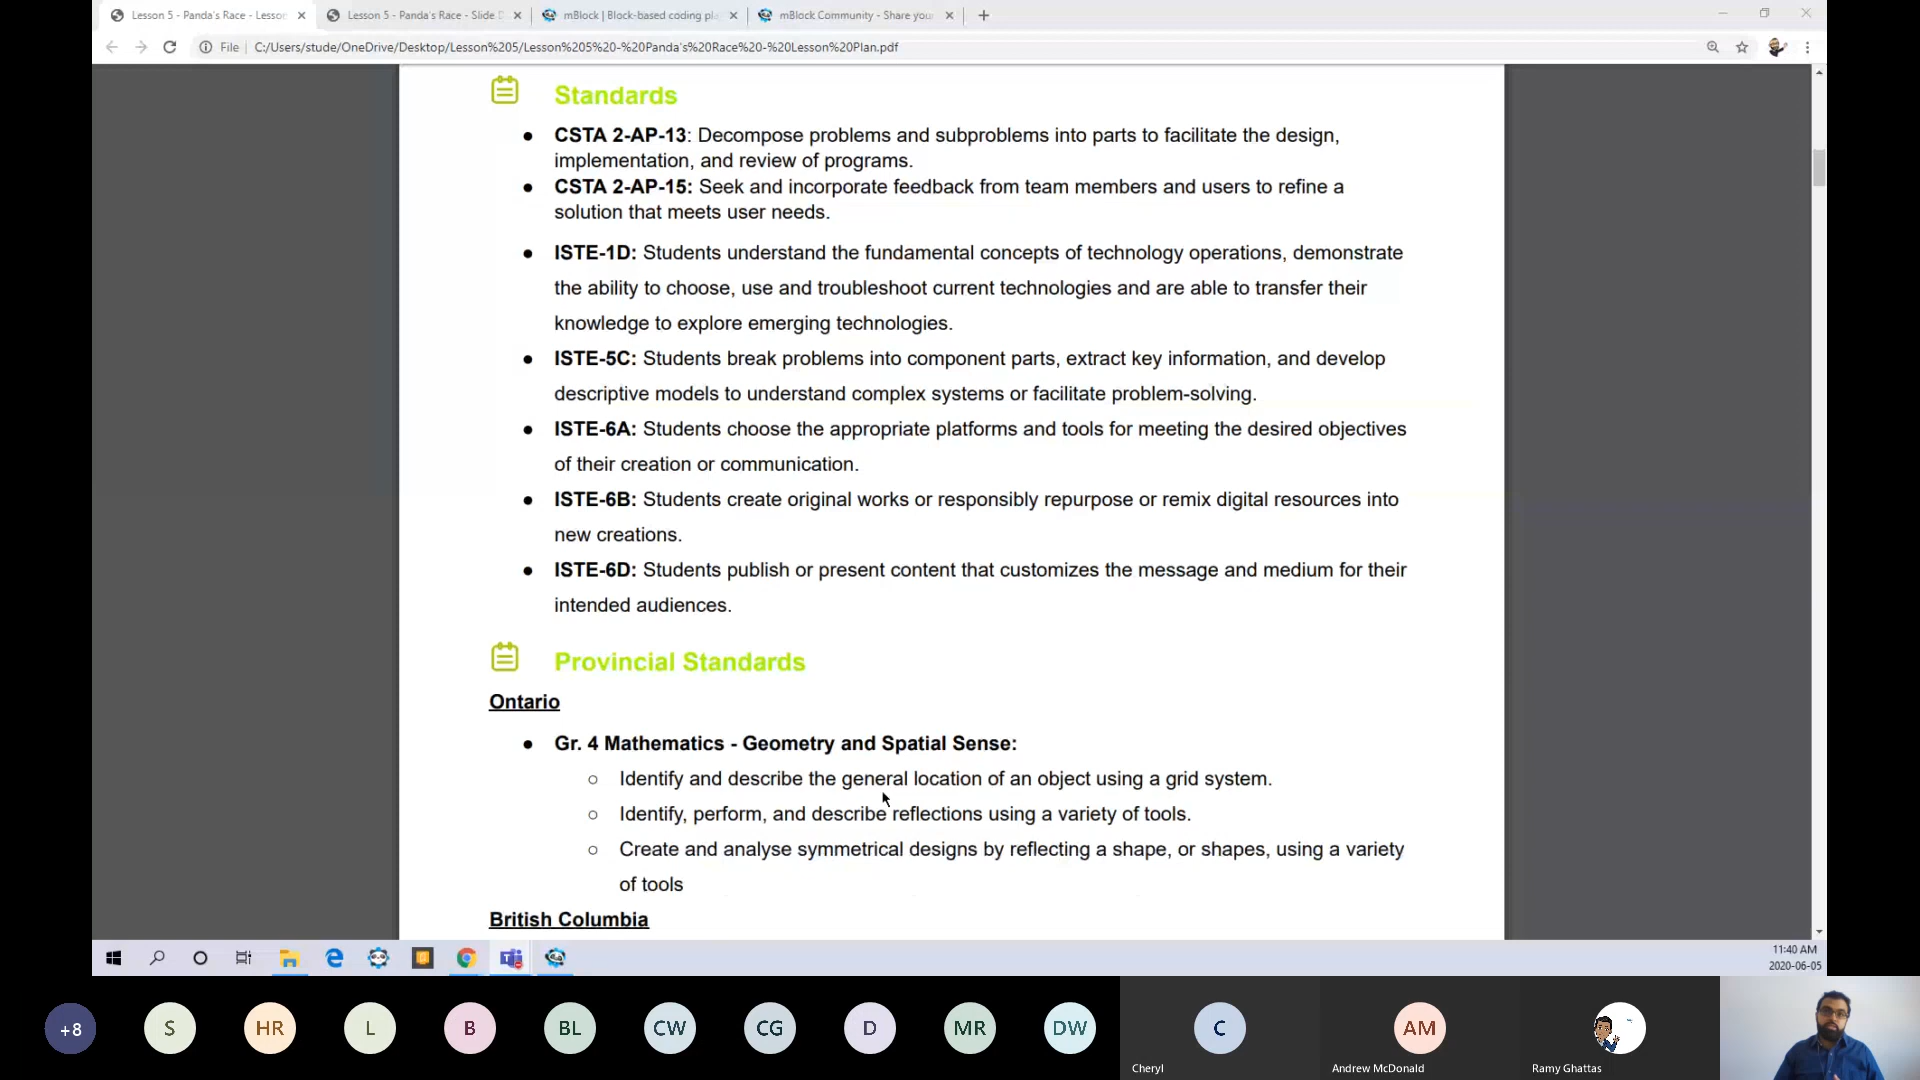 Lesson 5 - Panda's Race - Lesso
Lesson 5 - Panda's Race - Slide D
mBlock | Block-based coding pla
mBlock Community - Share you
File
C:/Users/stude/OneDrive/Desktop/Lesson%205/Lesson%205%20-%20Panda's%20Race%20-%20Lesson%20Plan.pdf
Standards
● CSTA 2-AP-13: Decompose problems and subproblems into parts to facilitate the design,
implementation, and review of programs.
● CSTA 2-AP-15: Seek and incorporate feedback from team members and users to refine a
solution that meets user needs.
● ISTE-1D: Students understand the fundamental concepts of technology operations, demonstrate
the ability to choose, use and troubleshoot current technologies and are able to transfer their
knowledge to explore emerging technologies.
● ISTE-5C: Students break problems into component parts, extract key information, and develop
descriptive models to understand complex systems or facilitate problem-solving.
● ISTE-6A: Students choose the appropriate platforms and tools for meeting the desired objectives
of their creation or communication.
● ISTE-6B: Students create original works or responsibly repurpose or remix digital resources into
new creations.
● ISTE-6D: Students publish or present content that customizes the message and medium for their
intended audiences.
Provincial Standards
Ontario
● Gr. 4 Mathematics - Geometry and Spatial Sense:
○ Identify and describe the general location of an object using a grid system.
○ Identify, perform, and describe reflections using a variety of tools.
○ Create and analyse symmetrical designs by reflecting a shape, or shapes, using a variety
of tools
British Columbia
11:40 AM
2020-06-05
+8
S
HR
L
B
BL
CW
CG
D
MR
DW
C
AM
Cheryl
Andrew McDonald
Ramy Ghattas